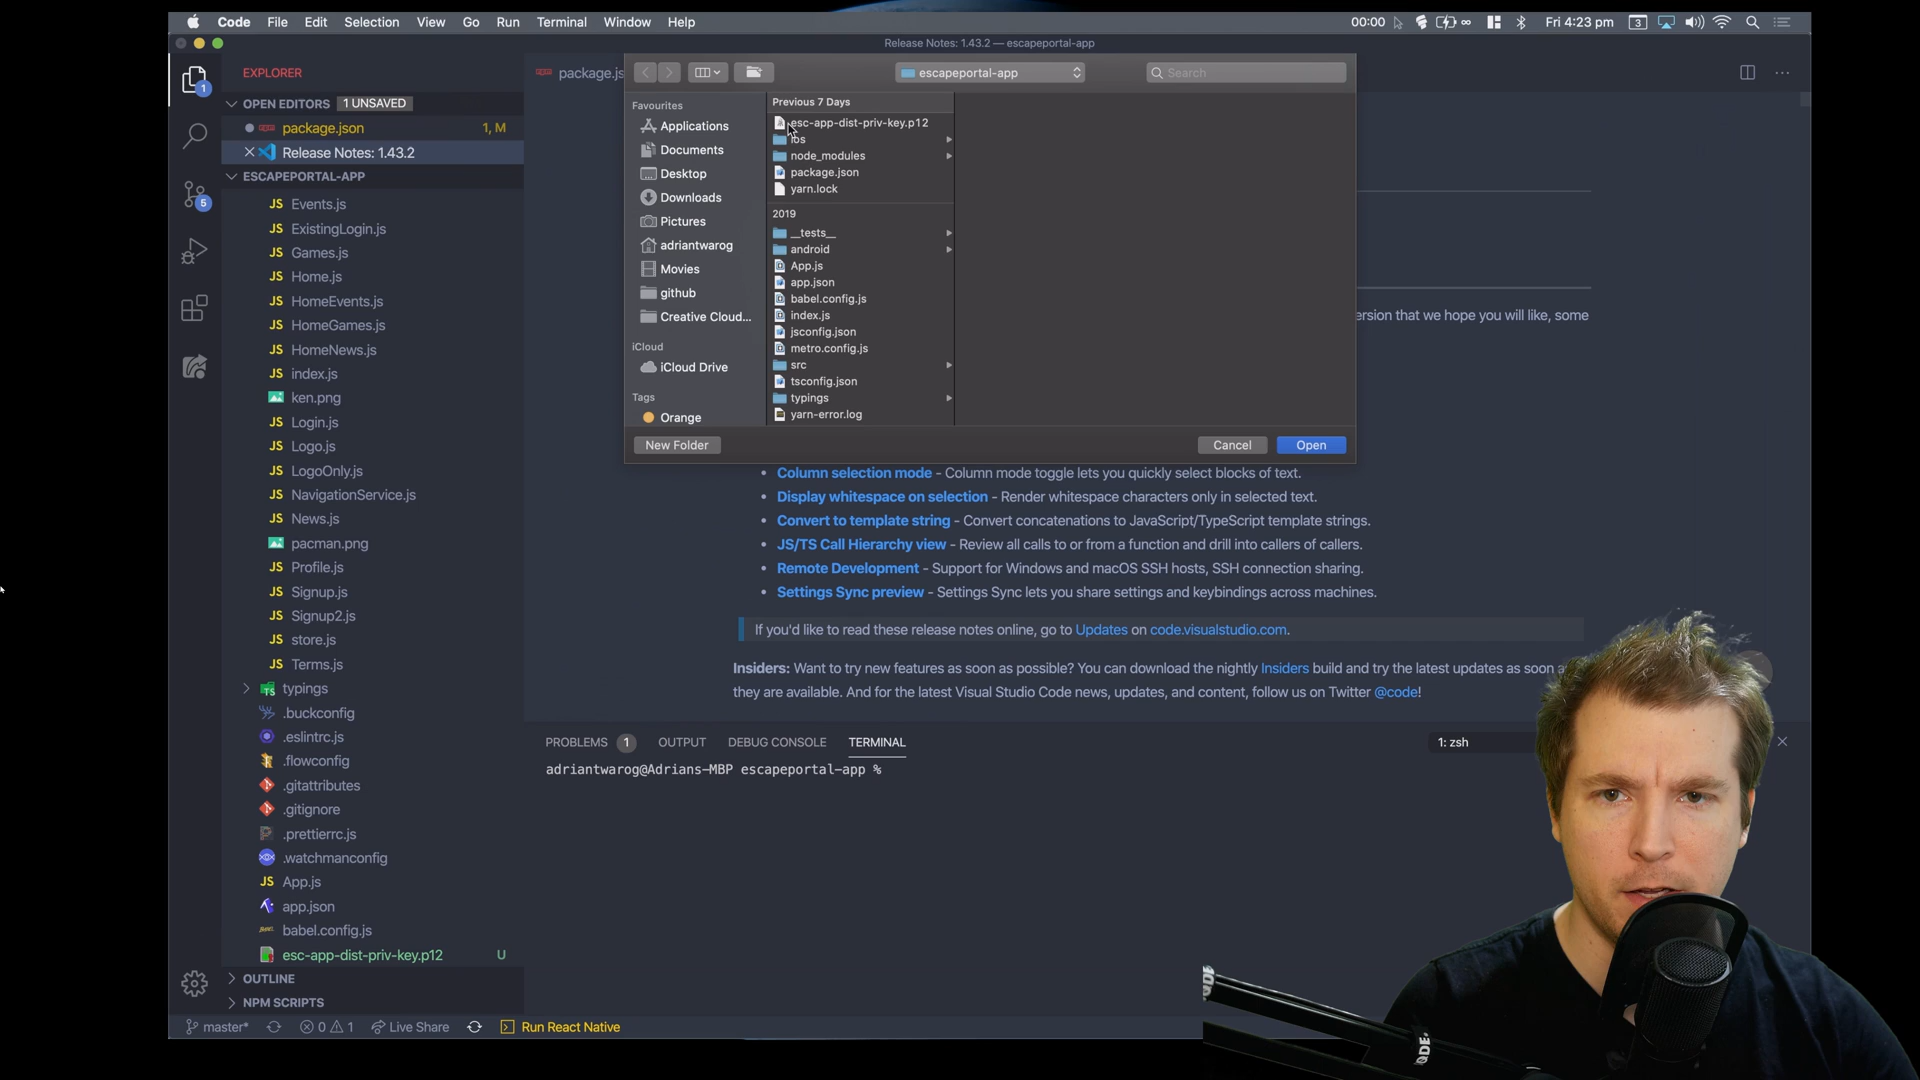 Code File Edit Selection View Go Run Terminal Window Help
00:00 Fri 4:23 pm 3
Release Notes: 1.43.2 — escapeportal-app
EXPLORER
OPEN EDITORS 1 UNSAVED
package.json 1, M
Release Notes: 1.43.2
ESCAPEPORTAL-APP
Events.js
ExistingLogin.js
Games.js
Home.js
HomeEvents.js
HomeGames.js
HomeNews.js
index.js
ken.png
Login.js
Logo.js
LogoOnly.js
NavigationService.js
News.js
pacman.png
Profile.js
Signup.js
Signup2.js
store.js
Terms.js
typings
.buckconfig
.eslintrc.js
.flowconfig
.gitattributes
.gitignore
.prettierrc.js
.watchmanconfig
App.js
app.json
babel.config.js
esc-app-dist-priv-key.p12 U
OUTLINE
NPM SCRIPTS
1
5
package.js
escapeportal-app
Search
Favourites
Applications
Documents
Desktop
Downloads
Pictures
adriantwarog
Movies
github
Creative Cloud...
iCloud
iCloud Drive
Tags
Orange
Previous 7 Days
esc-app-dist-priv-key.p12
ios
node_modules
package.json
yarn.lock
2019
__tests__
android
App.js
app.json
babel.config.js
index.js
jsconfig.json
metro.config.js
src
tsconfig.json
typings
yarn-error.log
New Folder Cancel Open
ersion that we hope you will like, some
• Column selection mode - Column mode toggle lets you quickly select blocks of text.
• Display whitespace on selection - Render whitespace characters only in selected text.
• Convert to template string - Convert concatenations to JavaScript/TypeScript template strings.
• JS/TS Call Hierarchy view - Review all calls to or from a function and drill into callers of callers.
• Remote Development - Support for Windows and macOS SSH hosts, SSH connection sharing.
• Settings Sync preview - Settings Sync lets you share settings and keybindings across machines.
If you'd like to read these release notes online, go to Updates on code.visualstudio.com.
Insiders: Want to try new features as soon as possible? You can download the nightly Insiders build and try the latest updates as soon a
they are available. And for the latest Visual Studio Code news, updates, and content, follow us on Twitter @code!
PROBLEMS 1 OUTPUT DEBUG CONSOLE TERMINAL 1: zsh
adriantwarog@Adrians-MBP escapeportal-app %
master* 0 1 Live Share Run React Native